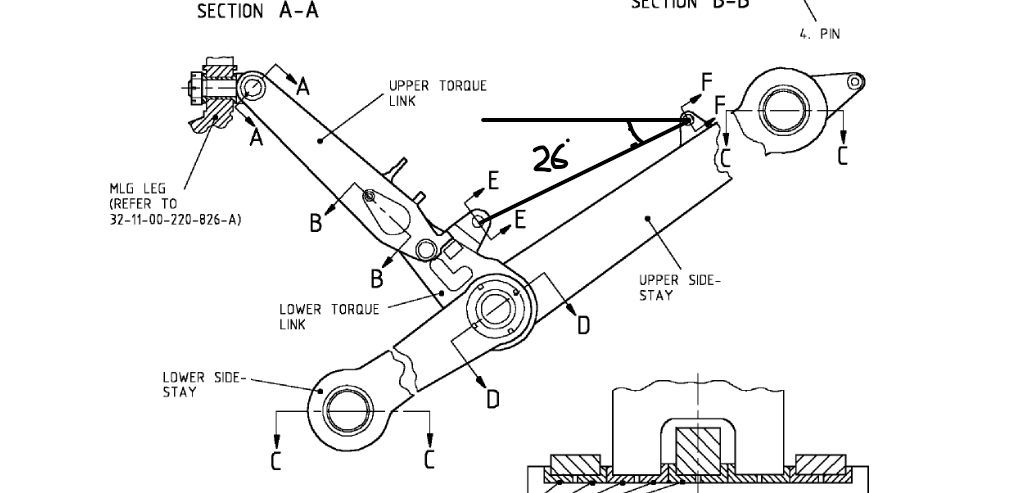 SECTION A-A
SECTION B-B
4. PIN
A
UPPER TORQUE
LINK
F
F
A
C
C
26°
MLG LEG
(REFER TO
32-11-00-220-826-A)
E
B
E
B
UPPER SIDE-
STAY
LOWER TORQUE
LINK
D
LOWER SIDE-
STAY
D
C
C